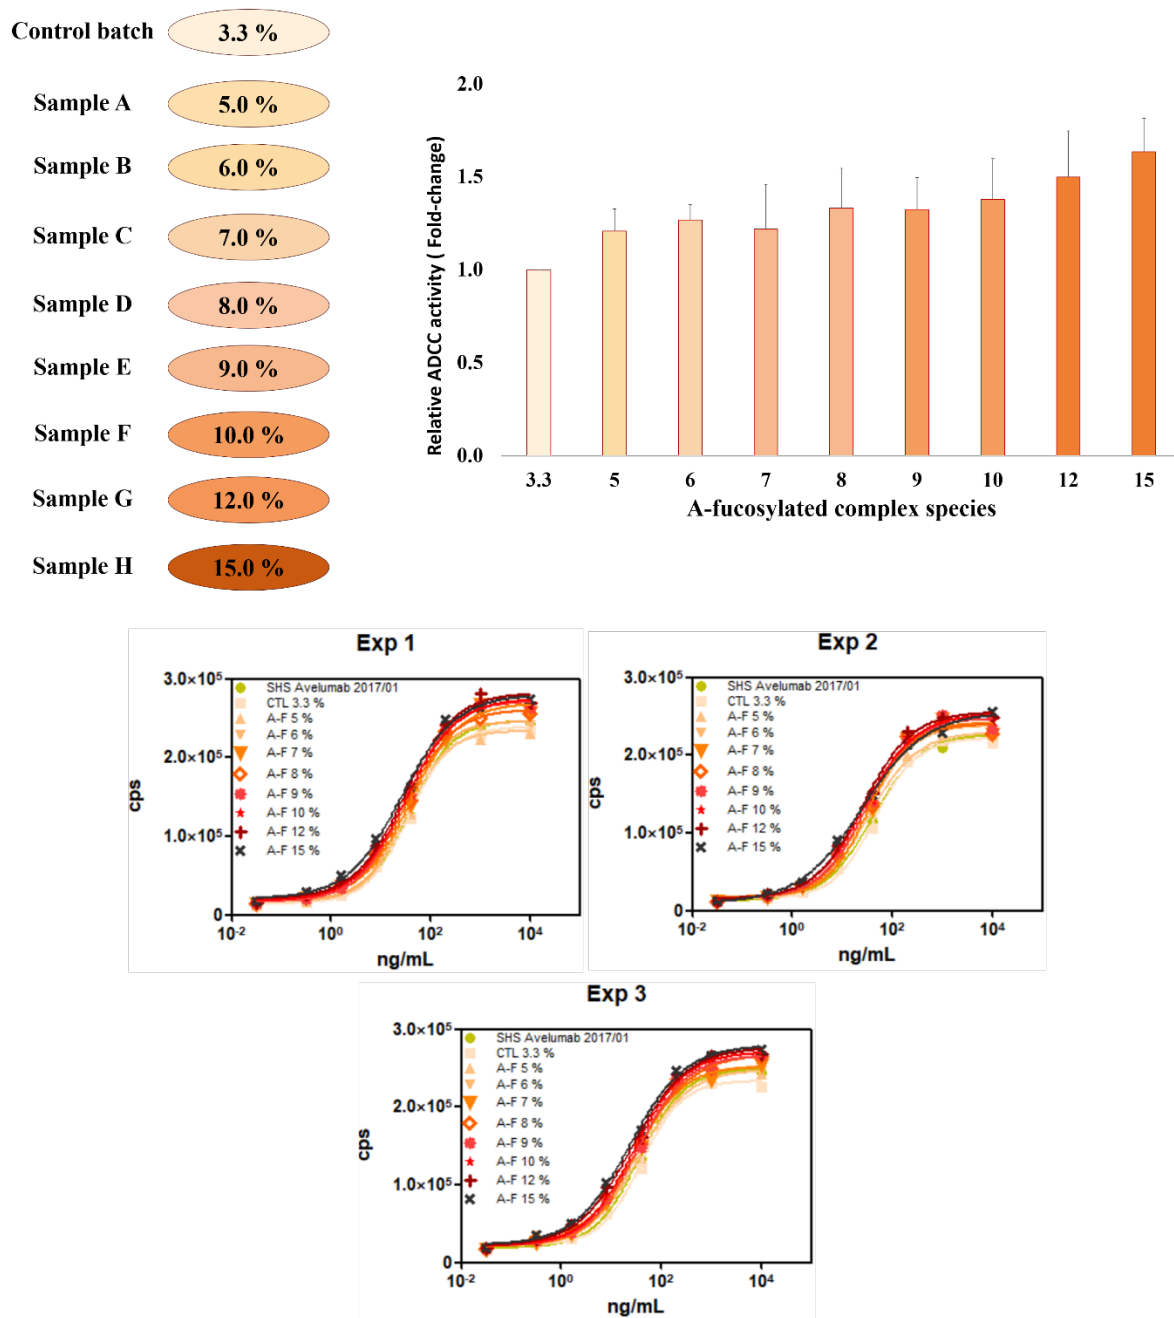 Control batch 3.3 %
Sample A 5.0 %
Sample B 6.0 %
Sample C 7.0 %
Sample D 8.0 %
Sample E 9.0 %
Sample F 10.0 %
Sample G 12.0 %
Sample H 15.0 %
Relative ADCC activity ( Fold-change)
2.0
1.5
1.0
0.5
0.0
3.3 5 6 7 8 9 10 12 15
A-fucosylated complex species
Exp 1
3.0×10⁵
2.0×10⁵
1.0×10⁵
0
cps
SHS Avelumab 2017/01
CTL 3.3 %
A-F 5 %
A-F 6 %
A-F 7 %
A-F 8 %
A-F 9 %
A-F 10 %
A-F 12 %
A-F 15 %
10⁻² 10⁰ 10² 10⁴
ng/mL
Exp 2
3.0×10⁵
2.0×10⁵
1.0×10⁵
0
cps
SHS Avelumab 2017/01
CTL 3.3 %
A-F 5 %
A-F 6 %
A-F 7 %
A-F 8 %
A-F 9 %
A-F 10 %
A-F 12 %
A-F 15 %
10⁻² 10⁰ 10² 10⁴
ng/mL
Exp 3
3.0×10⁵
2.0×10⁵
1.0×10⁵
0
cps
SHS Avelumab 2017/01
CTL 3.3 %
A-F 5 %
A-F 6 %
A-F 7 %
A-F 8 %
A-F 9 %
A-F 10 %
A-F 12 %
A-F 15 %
10⁻² 10⁰ 10² 10⁴
ng/mL